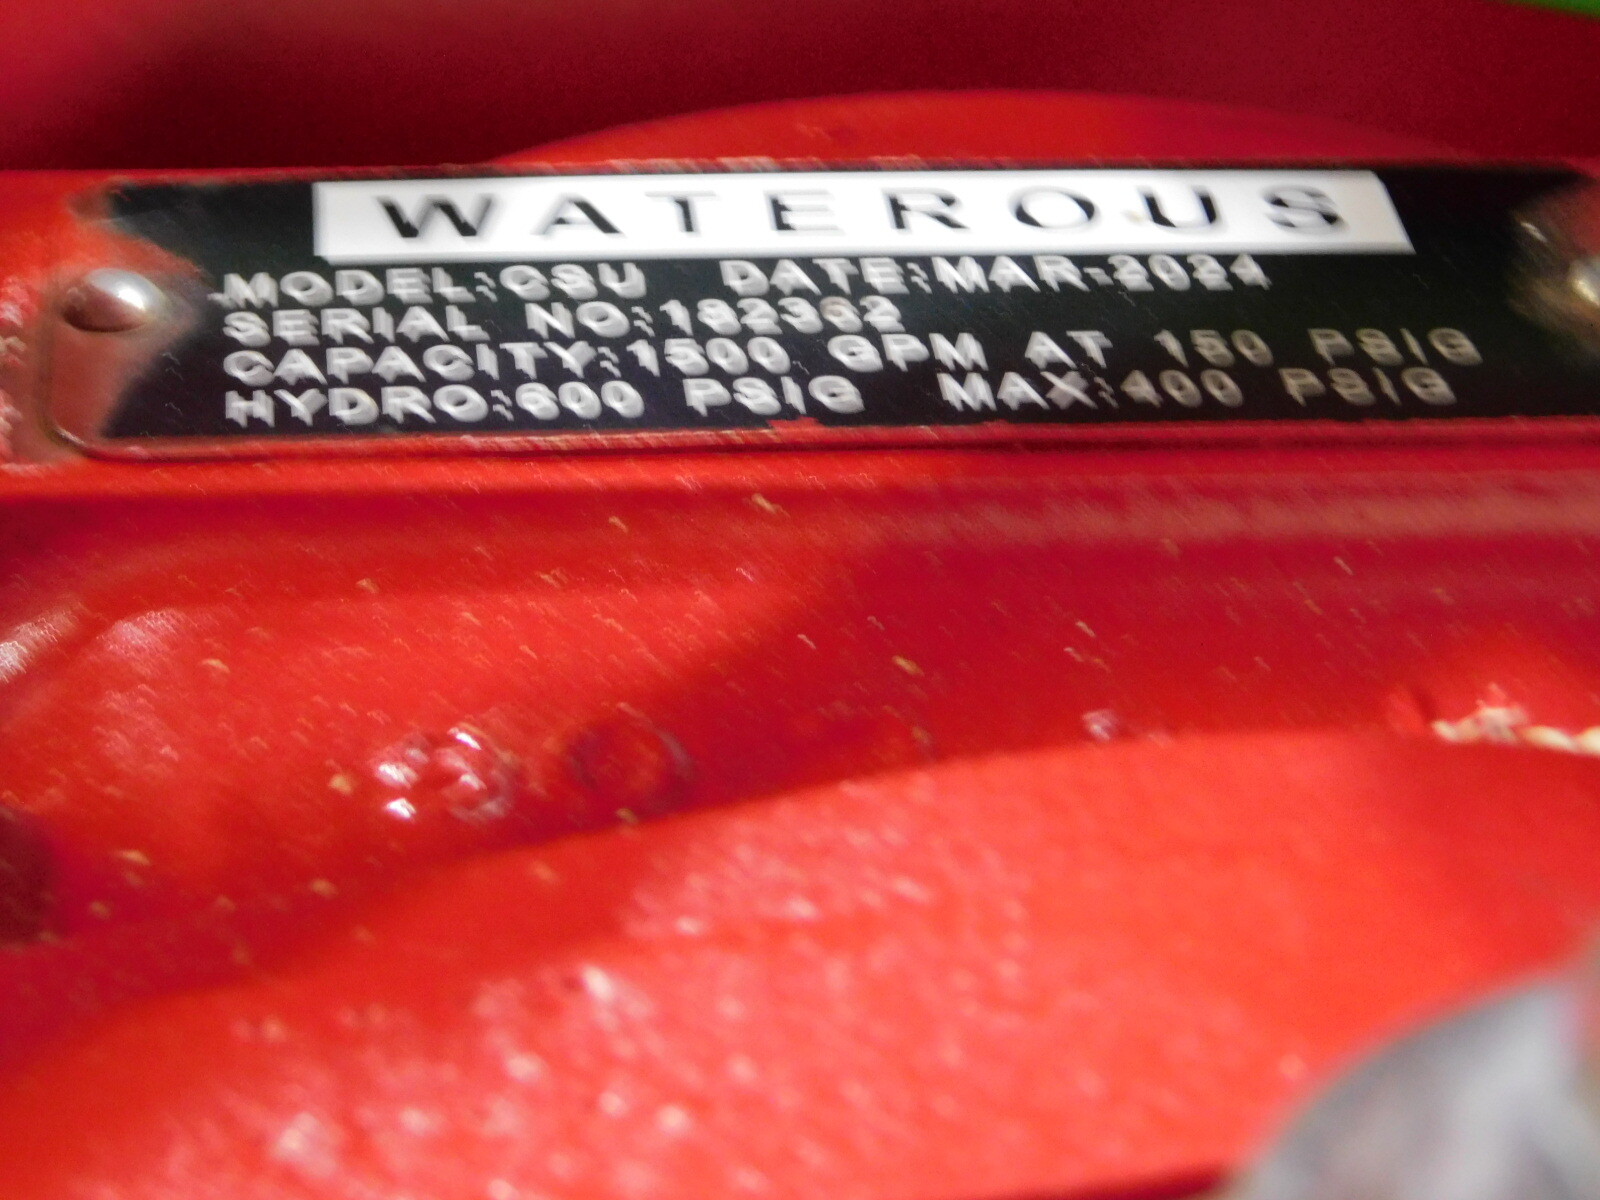 WATEROUS
MODEL:CSU DATE:MAR-2024
SERIAL NO:182362
CAPACITY:1500 GPM AT 150 PSIG
HYDRO:600 PSIG MAX:400 PSIG